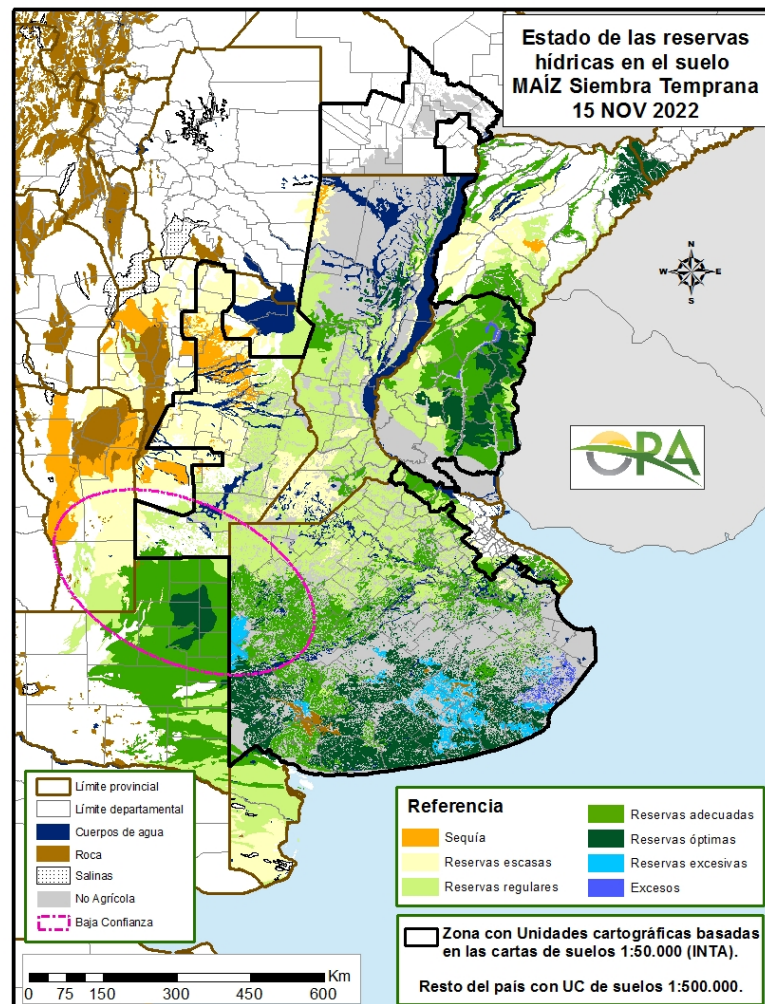 Estado de las reservas
hídricas en el suelo
MAÍZ Siembra Temprana
15 NOV 2022
N
W
E
S
ORA
Límite provincial
Límite departamental
Cuerpos de agua
Roca
Salinas
No Agrícola
Baja Confianza
Referencia
Sequía
Reservas escasas
Reservas regulares
Reservas adecuadas
Reservas óptimas
Reservas excesivas
Excesos
Zona con Unidades cartográficas basadas
en las cartas de suelos 1:50.000 (INTA).
Resto del país con UC de suelos 1:500.000.
Km
0 75 150 300 450 600